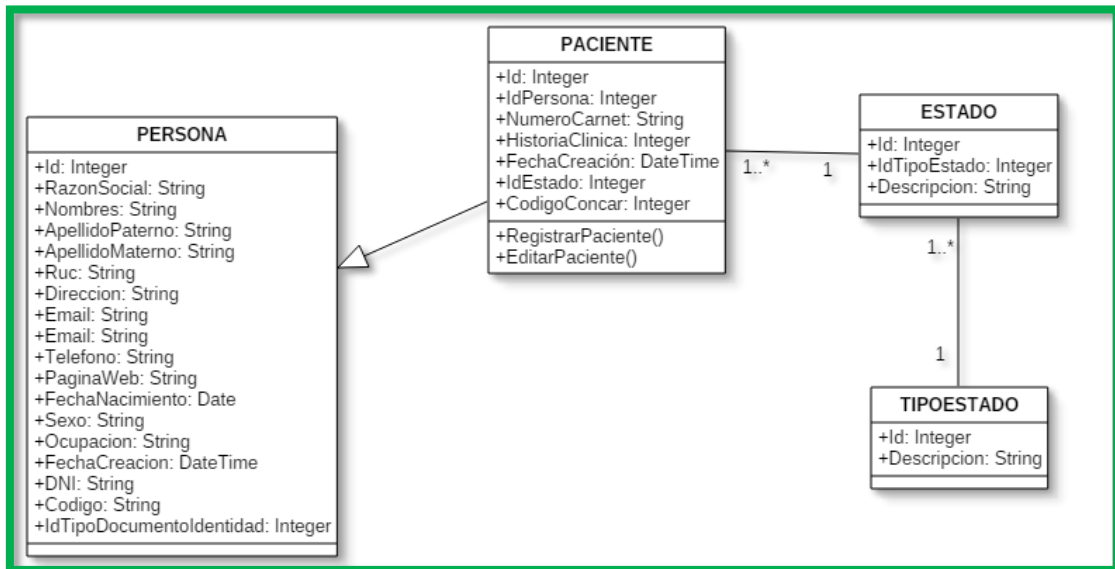 PERSONA
+Id: Integer
+RazonSocial: String
+Nombres: String
+ApellidoPaterno: String
+ApellidoMaterno: String
+Ruc: String
+Direccion: String
+Email: String
+Email: String
+Telefono: String
+PaginaWeb: String
+FechaNacimiento: Date
+Sexo: String
+Ocupacion: String
+FechaCreacion: DateTime
+DNI: String
+Codigo: String
+IdTipoDocumentoIdentidad: Integer
PACIENTE
+Id: Integer
+IdPersona: Integer
+NumeroCarnet: String
+HistoriaClinica: Integer
+FechaCreación: DateTime
+IdEstado: Integer
+CodigoConcar: Integer
+RegistrarPaciente()
+EditarPaciente()
1..*
1
ESTADO
+Id: Integer
+IdTipoEstado: Integer
+Descripcion: String
1..*
1
TIPOESTADO
+Id: Integer
+Descripcion: String